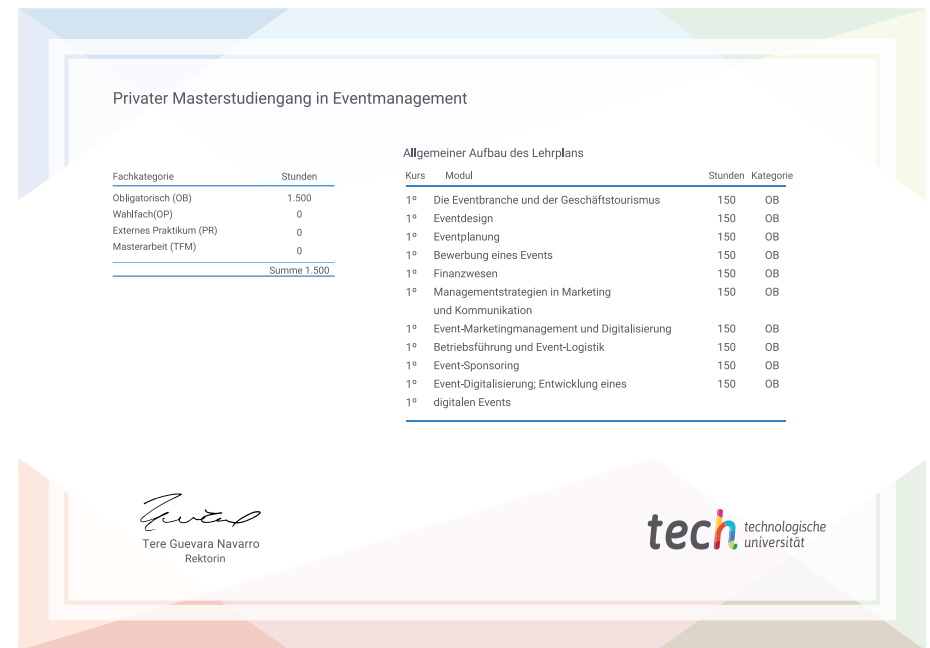 Privater Masterstudiengang in Eventmanagement
Fachkategorie Stunden
Obligatorisch (OB) 1.500
Wahlfach(OP) 0
Externes Praktikum (PR) 0
Masterarbeit (TFM) 0
Summe 1.500
Allgemeiner Aufbau des Lehrplans
Kurs Modul Stunden Kategorie
1º Die Eventbranche und der Geschäftstourismus 150 OB
1º Eventdesign 150 OB
1º Eventplanung 150 OB
1º Bewerbung eines Events 150 OB
1º Finanzwesen 150 OB
1º Managementstrategien in Marketing 150 OB
und Kommunikation
1º Event-Marketingmanagement und Digitalisierung 150 OB
1º Betriebsführung und Event-Logistik 150 OB
1º Event-Sponsoring 150 OB
1º Event-Digitalisierung; Entwicklung eines 150 OB
1º digitalen Events
Tere Guevara Navarro
Rektorin
tech technologische
universität